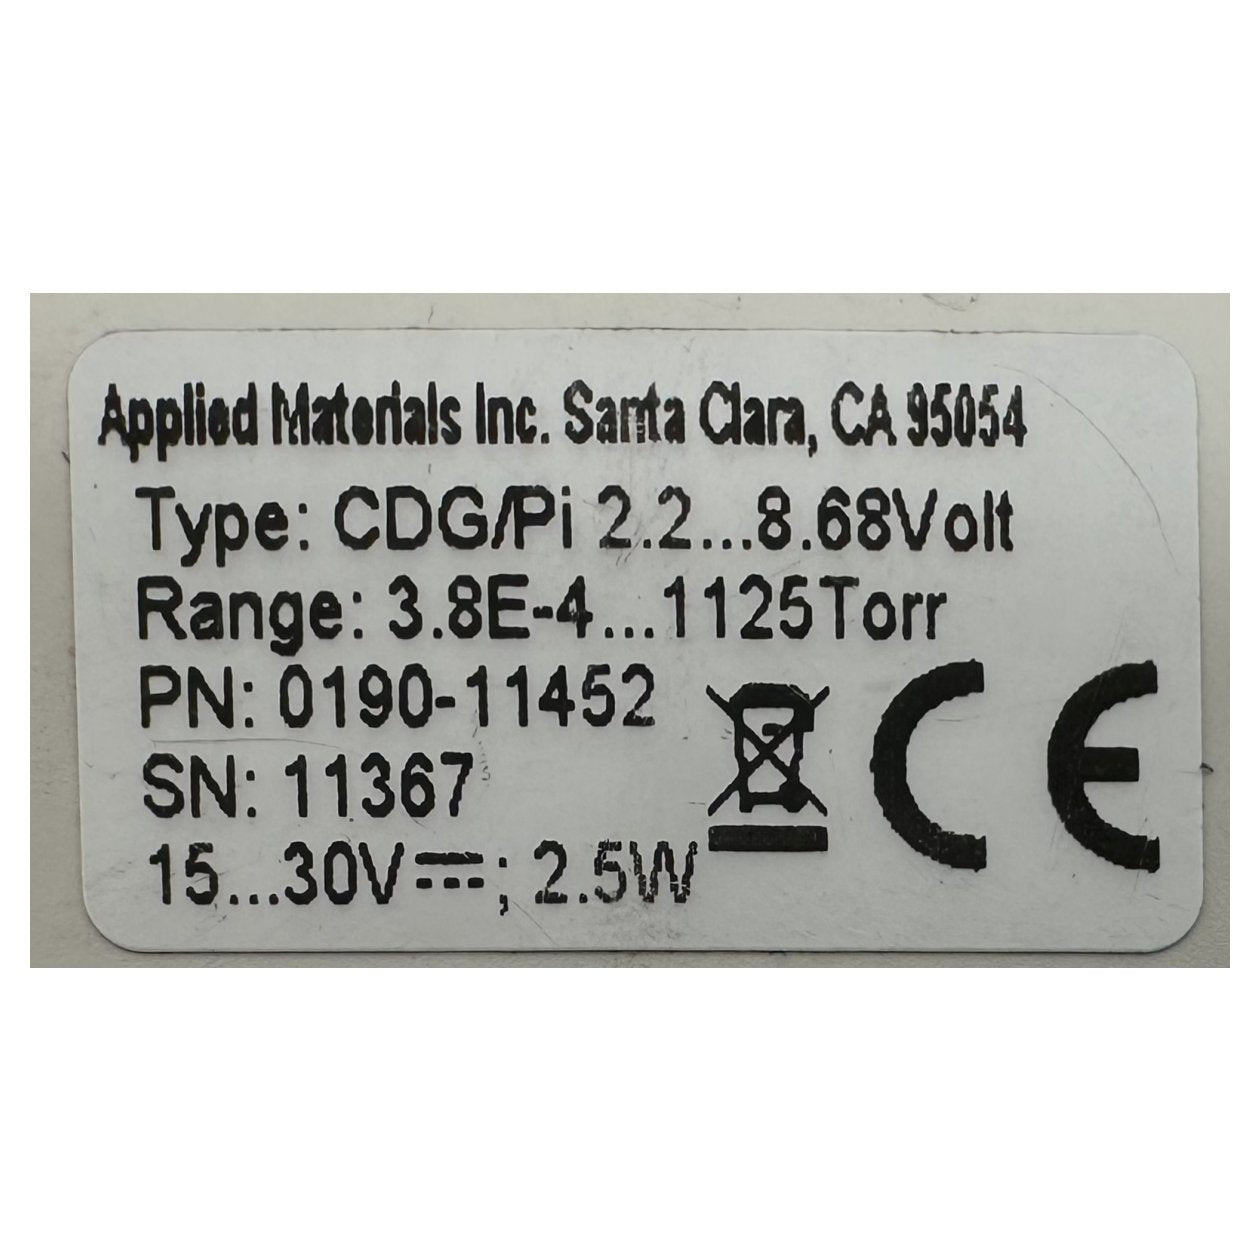 Applied Materials Inc. Santa Clara, CA 95054
Type: CDG/Pi 2.2...8.68Volt
Range: 3.8E-4...1125Torr
PN: 0190-11452
SN: 11367
CE
15...30V⎓; 2.5W